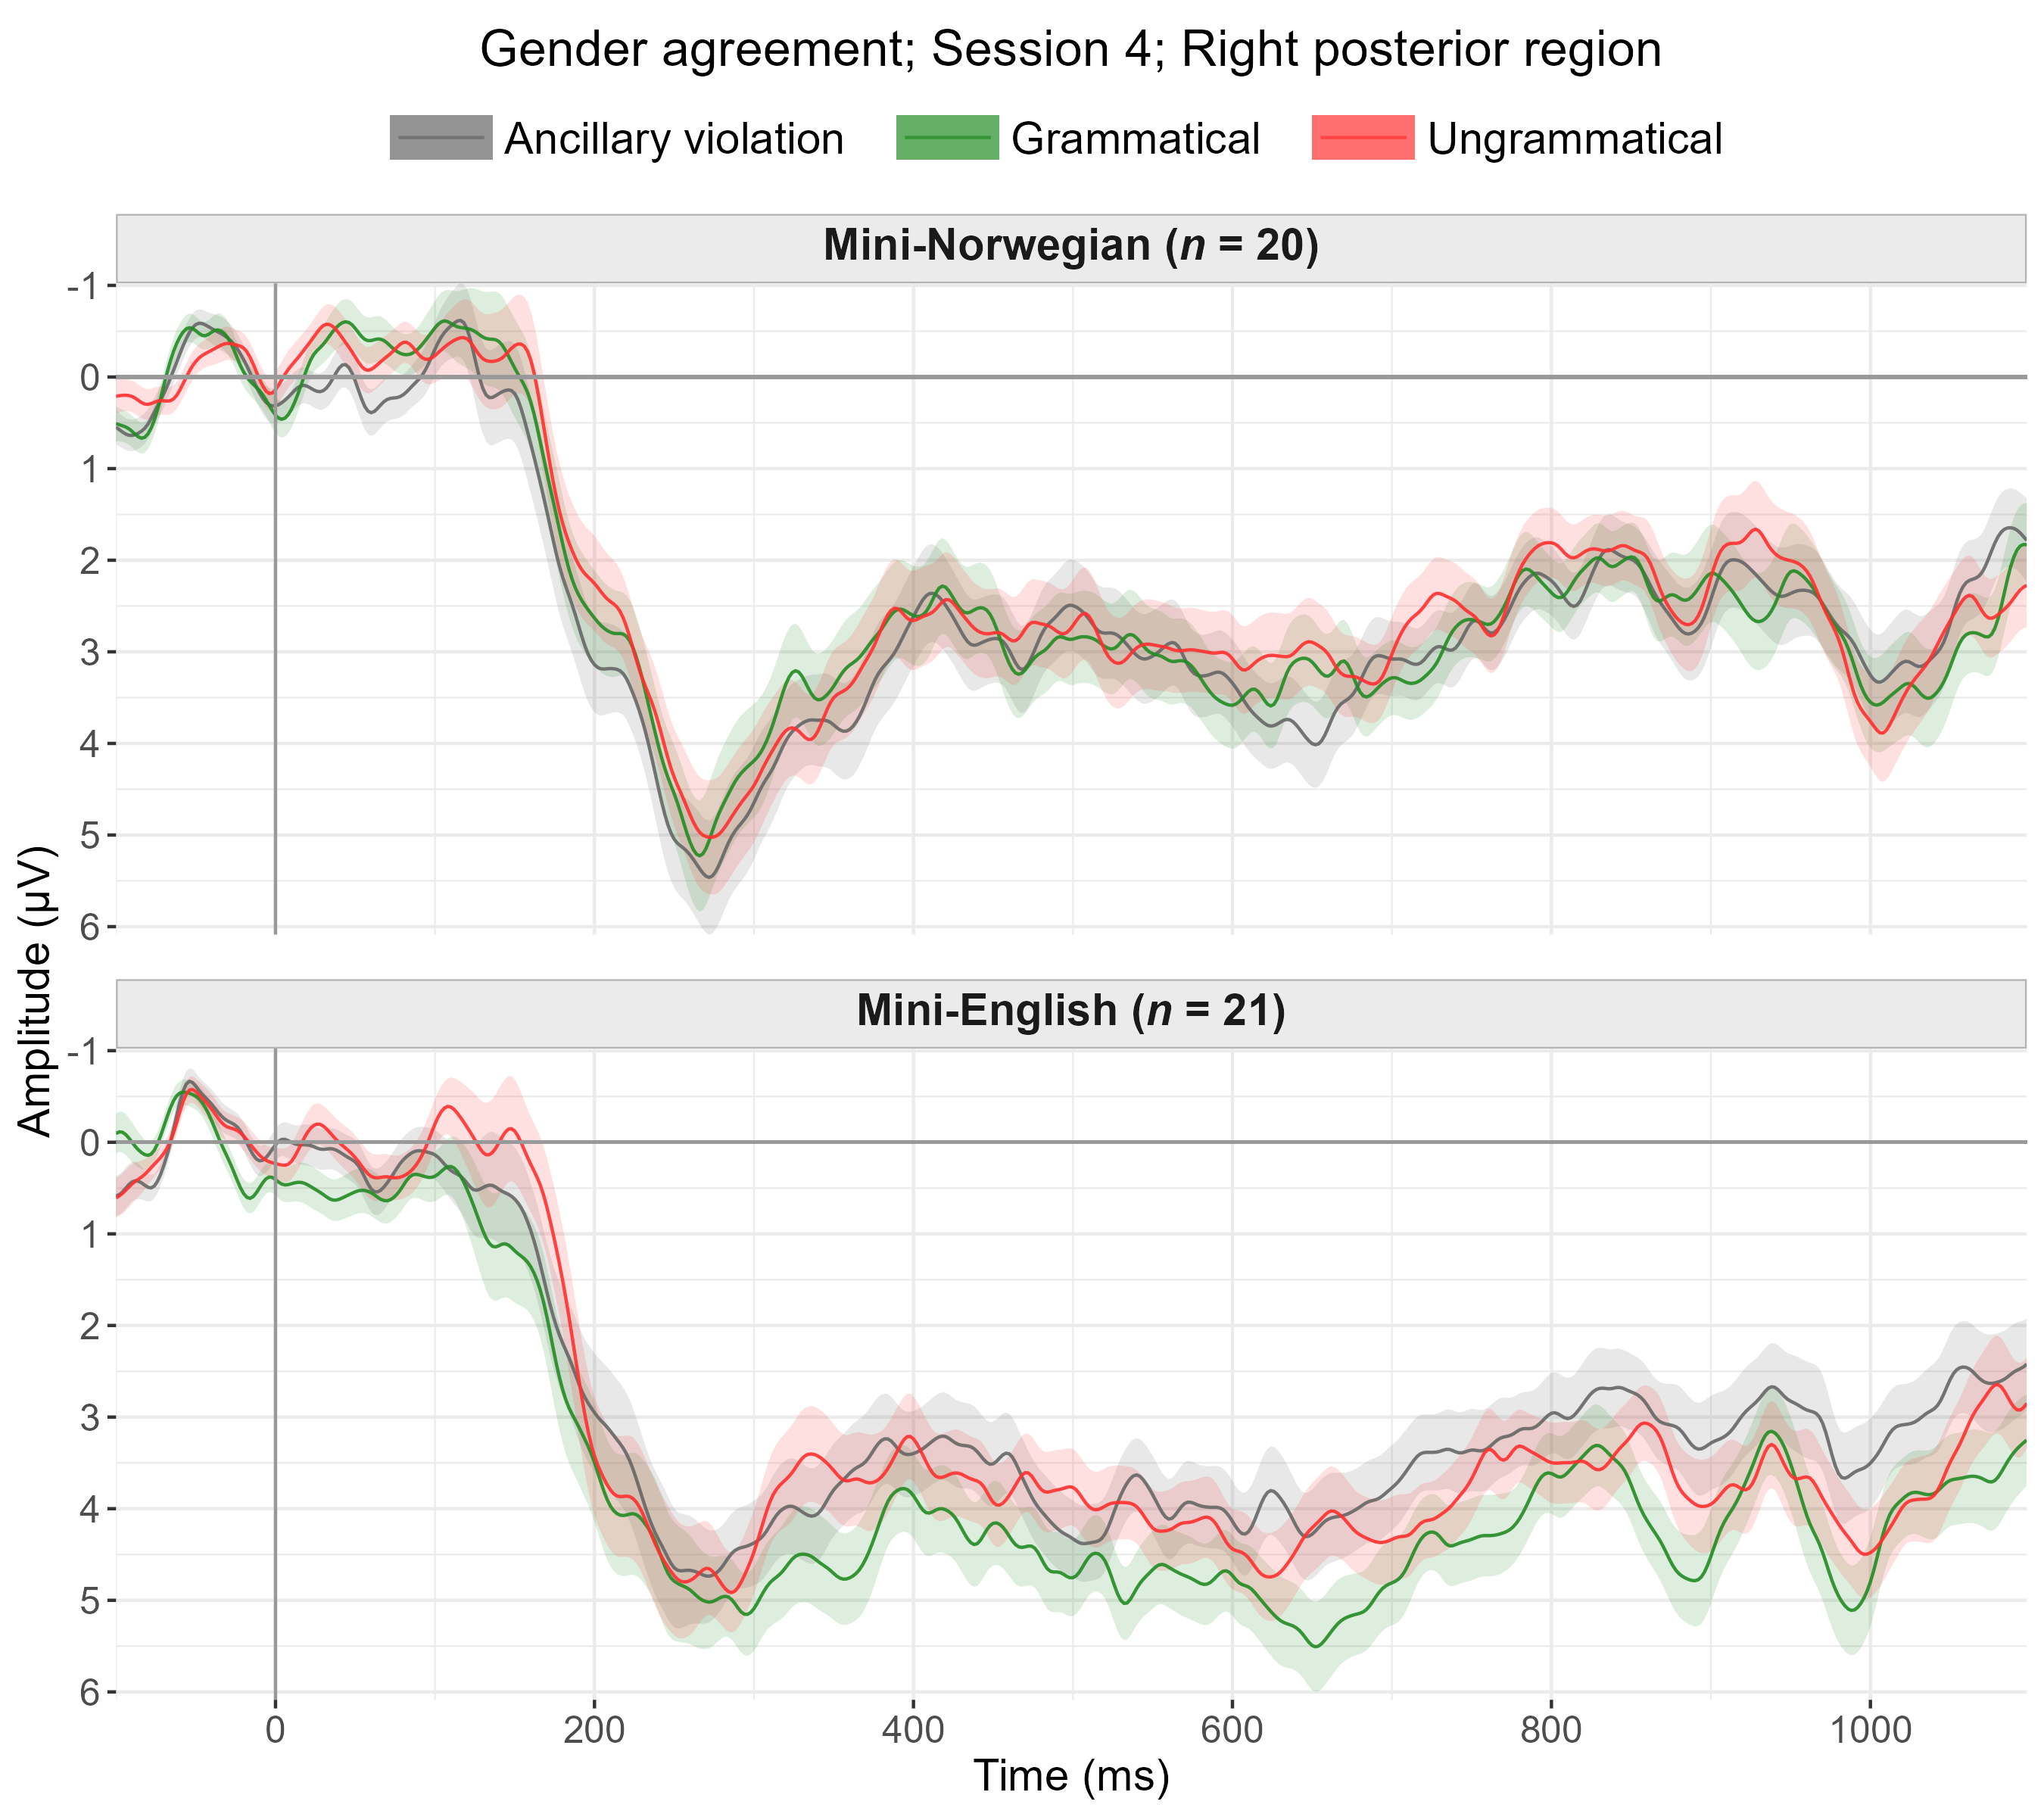 Gender agreement; Session 4; Right posterior region
Ancillary violation Grammatical Ungrammatical
Mini-Norwegian (n = 20)
-1
0
1
2
3
4
5
6
Amplitude (µV)
Mini-English (n = 21)
-1
0
1
2
3
4
5
6
0 200 400 600 800 1000
Time (ms)